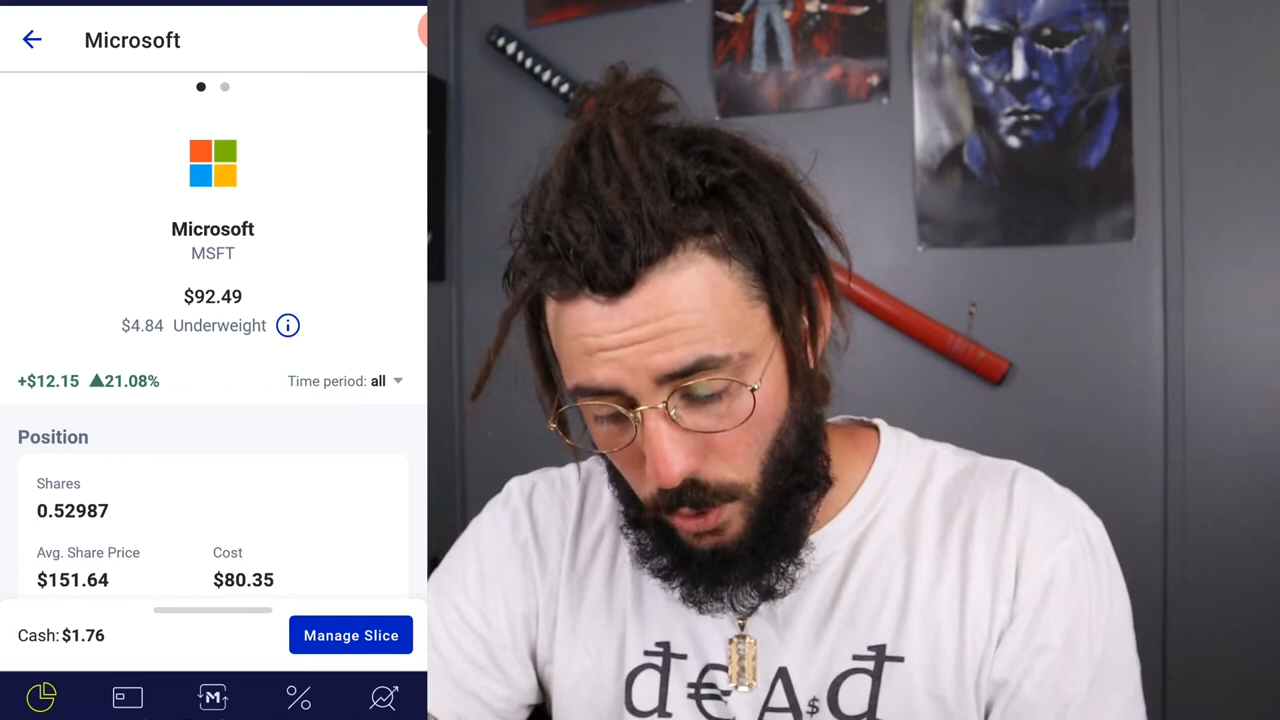 Microsoft
Microsoft
MSFT
$92.49
$4.84 Underweight
+$12.15 ▲21.08%
Time period: all
Position
Shares
0.52987
Avg. Share Price
Cost
$151.64
$80.35
Cash: $1.76
Manage Slice
M
%
d€A$d